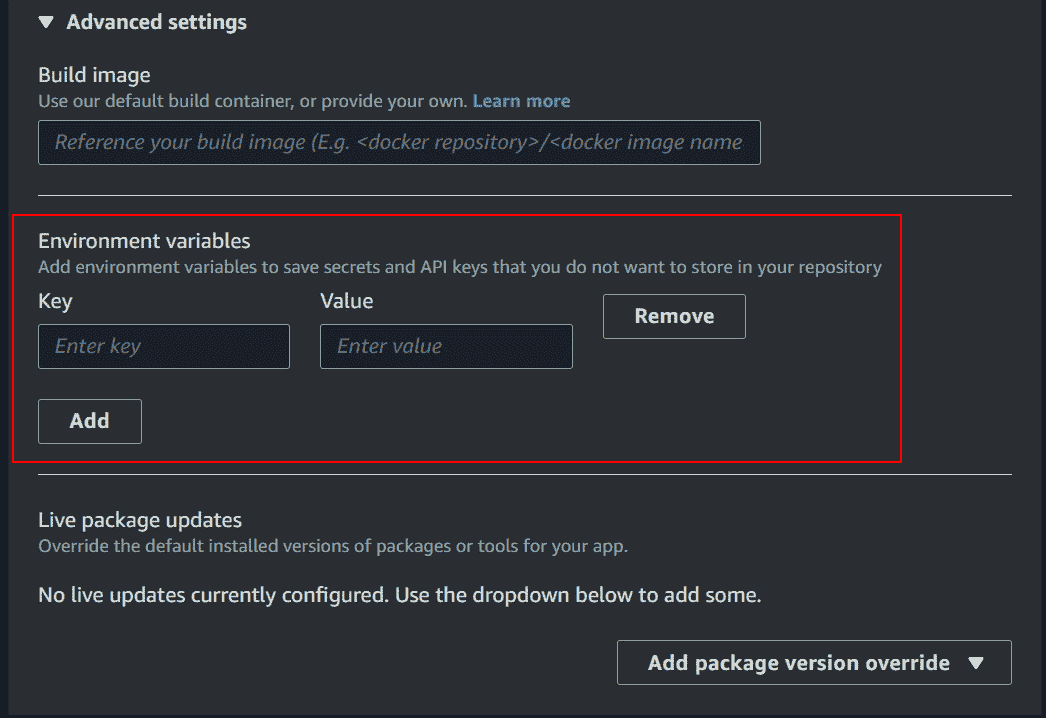 Advanced settings
Build image
Use our default build container, or provide your own. Learn more
Reference your build image (E.g. <docker repository>/<docker image name
Environment variables
Add environment variables to save secrets and API keys that you do not want to store in your repository
Key Value
Remove
Enter key Enter value
Add
Live package updates
Override the default installed versions of packages or tools for your app.
No live updates currently configured. Use the dropdown below to add some.
Add package version override